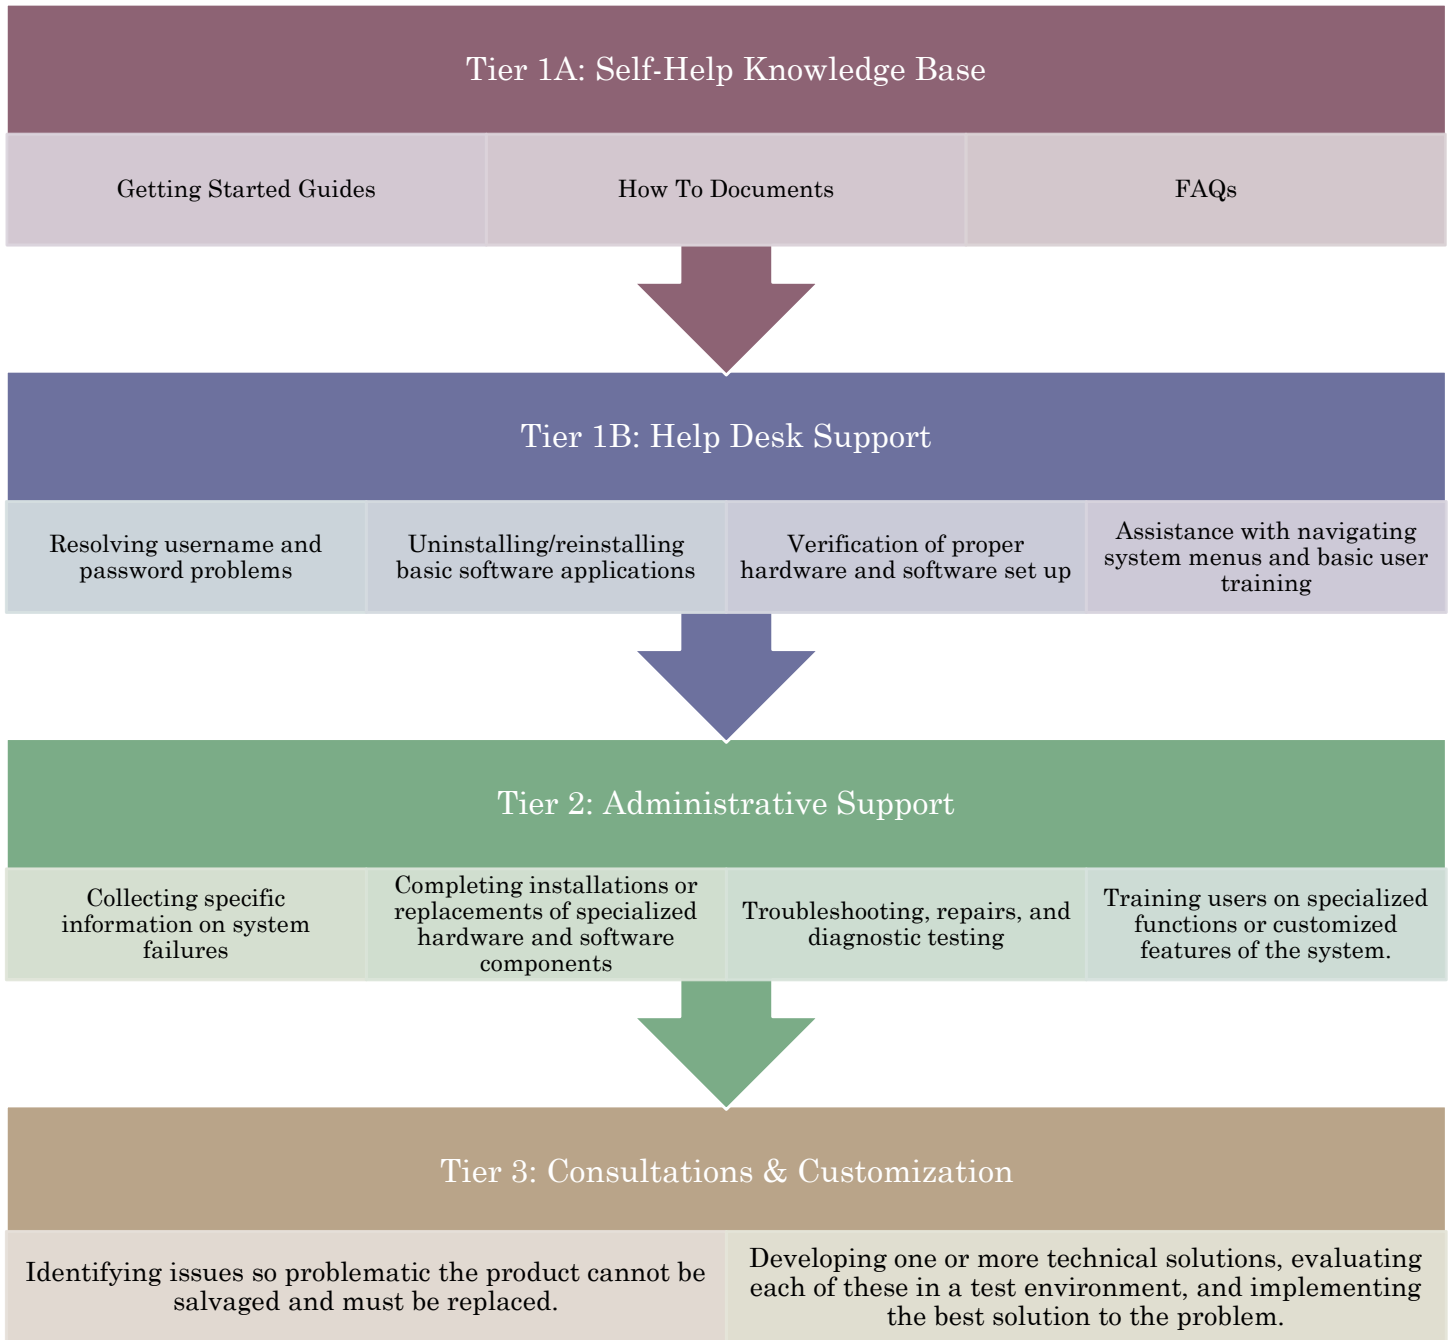 Tier 1A: Self-Help Knowledge Base
Getting Started Guides
How To Documents
FAQs
Tier 1B: Help Desk Support
Resolving username and
password problems
Uninstalling/reinstalling
basic software applications
Verification of proper
hardware and software set up
Assistance with navigating
system menus and basic user
training
Tier 2: Administrative Support
Collecting specific
information on system
failures
Completing installations or
replacements of specialized
hardware and software
components
Troubleshooting, repairs, and
diagnostic testing
Training users on specialized
functions or customized
features of the system.
Tier 3: Consultations & Customization
Identifying issues so problematic the product cannot be
salvaged and must be replaced.
Developing one or more technical solutions, evaluating
each of these in a test environment, and implementing
the best solution to the problem.